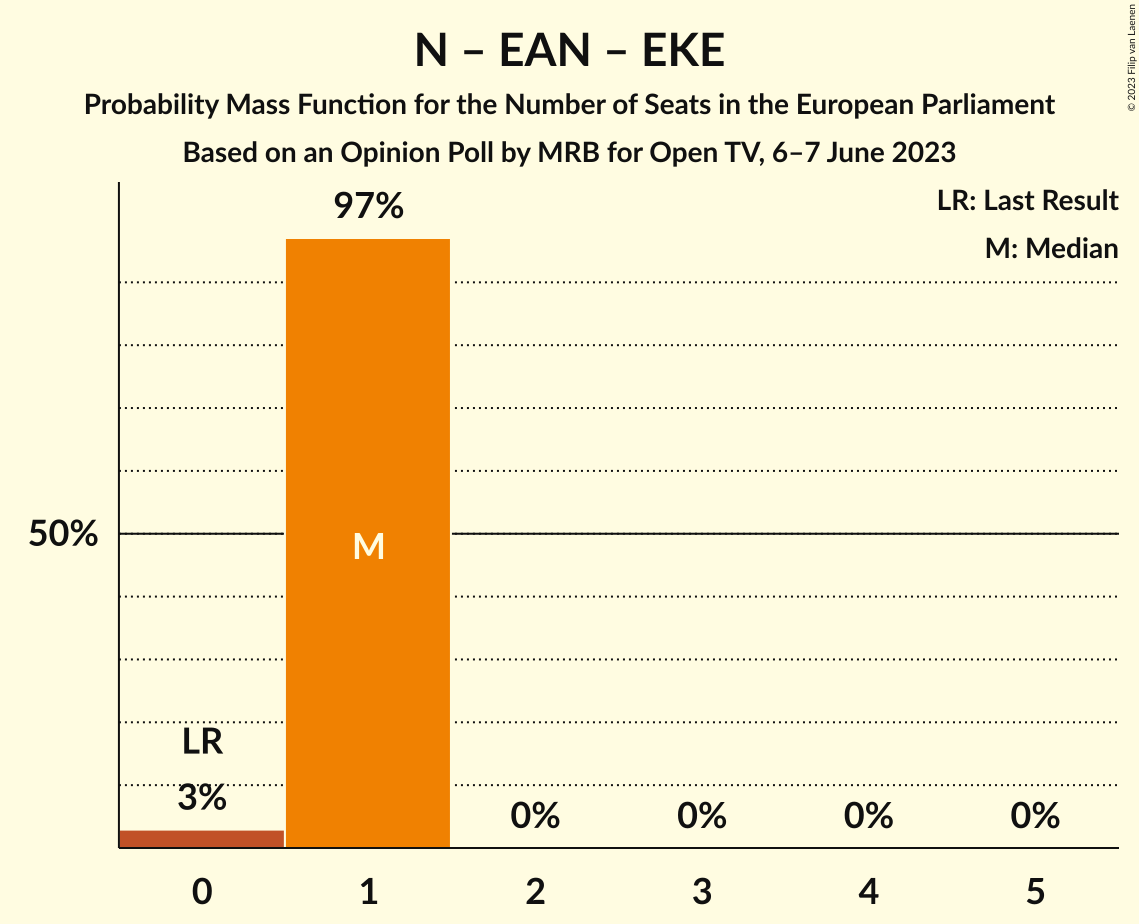 N – EAN – EKE
Probability Mass Function for the Number of Seats in the European Parliament
Based on an Opinion Poll by MRB for Open TV, 6–7 June 2023
© 2023 Filip van Laenen
LR: Last Result
M: Median
97%
50%
M
LR
3%
0% 0% 0% 0%
0 1 2 3 4 5